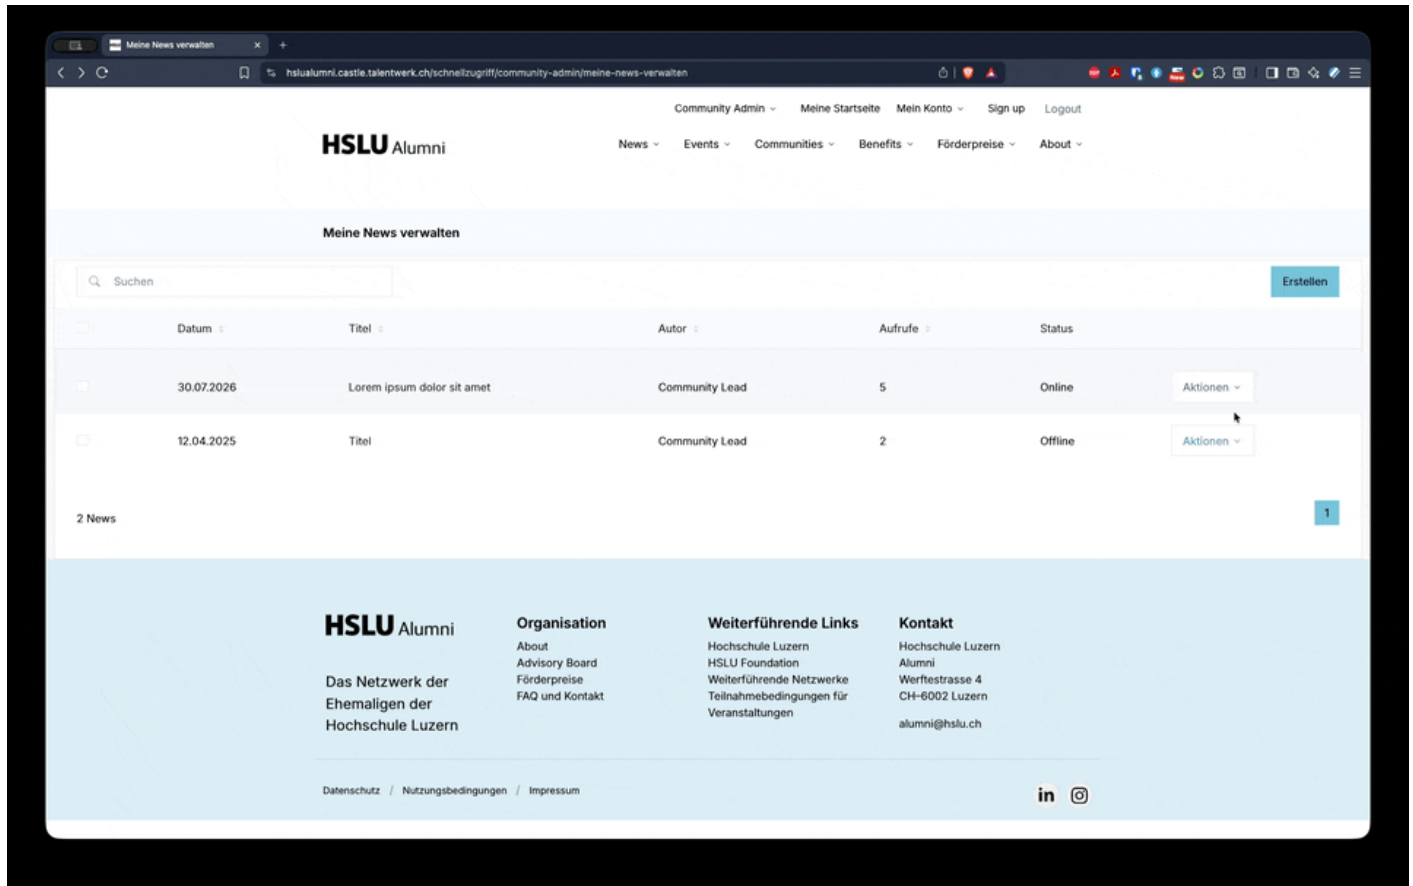 Meine News verwalten
hslualumni.castle.talentwerk.ch/schnellzugriff/community-admin/meine-news-verwalten
Community Admin Meine Startseite Mein Konto Sign up Logout
HSLU Alumni
News Events Communities Benefits Förderpreise About
Meine News verwalten
Suchen
Erstellen
Datum Titel Autor Aufrufe Status
30.07.2026 Lorem ipsum dolor sit amet Community Lead 5 Online Aktionen
12.04.2025 Titel Community Lead 2 Offline Aktionen
2 News
1
HSLU Alumni
Das Netzwerk der
Ehemaligen der
Hochschule Luzern
Organisation
About
Advisory Board
Förderpreise
FAQ und Kontakt
Weiterführende Links
Hochschule Luzern
HSLU Foundation
Weiterführende Netzwerke
Teilnahmebedingungen für
Veranstaltungen
Kontakt
Hochschule Luzern
Alumni
Werftestrasse 4
CH-6002 Luzern
alumni@hslu.ch
Datenschutz / Nutzungsbedingungen / Impressum
in